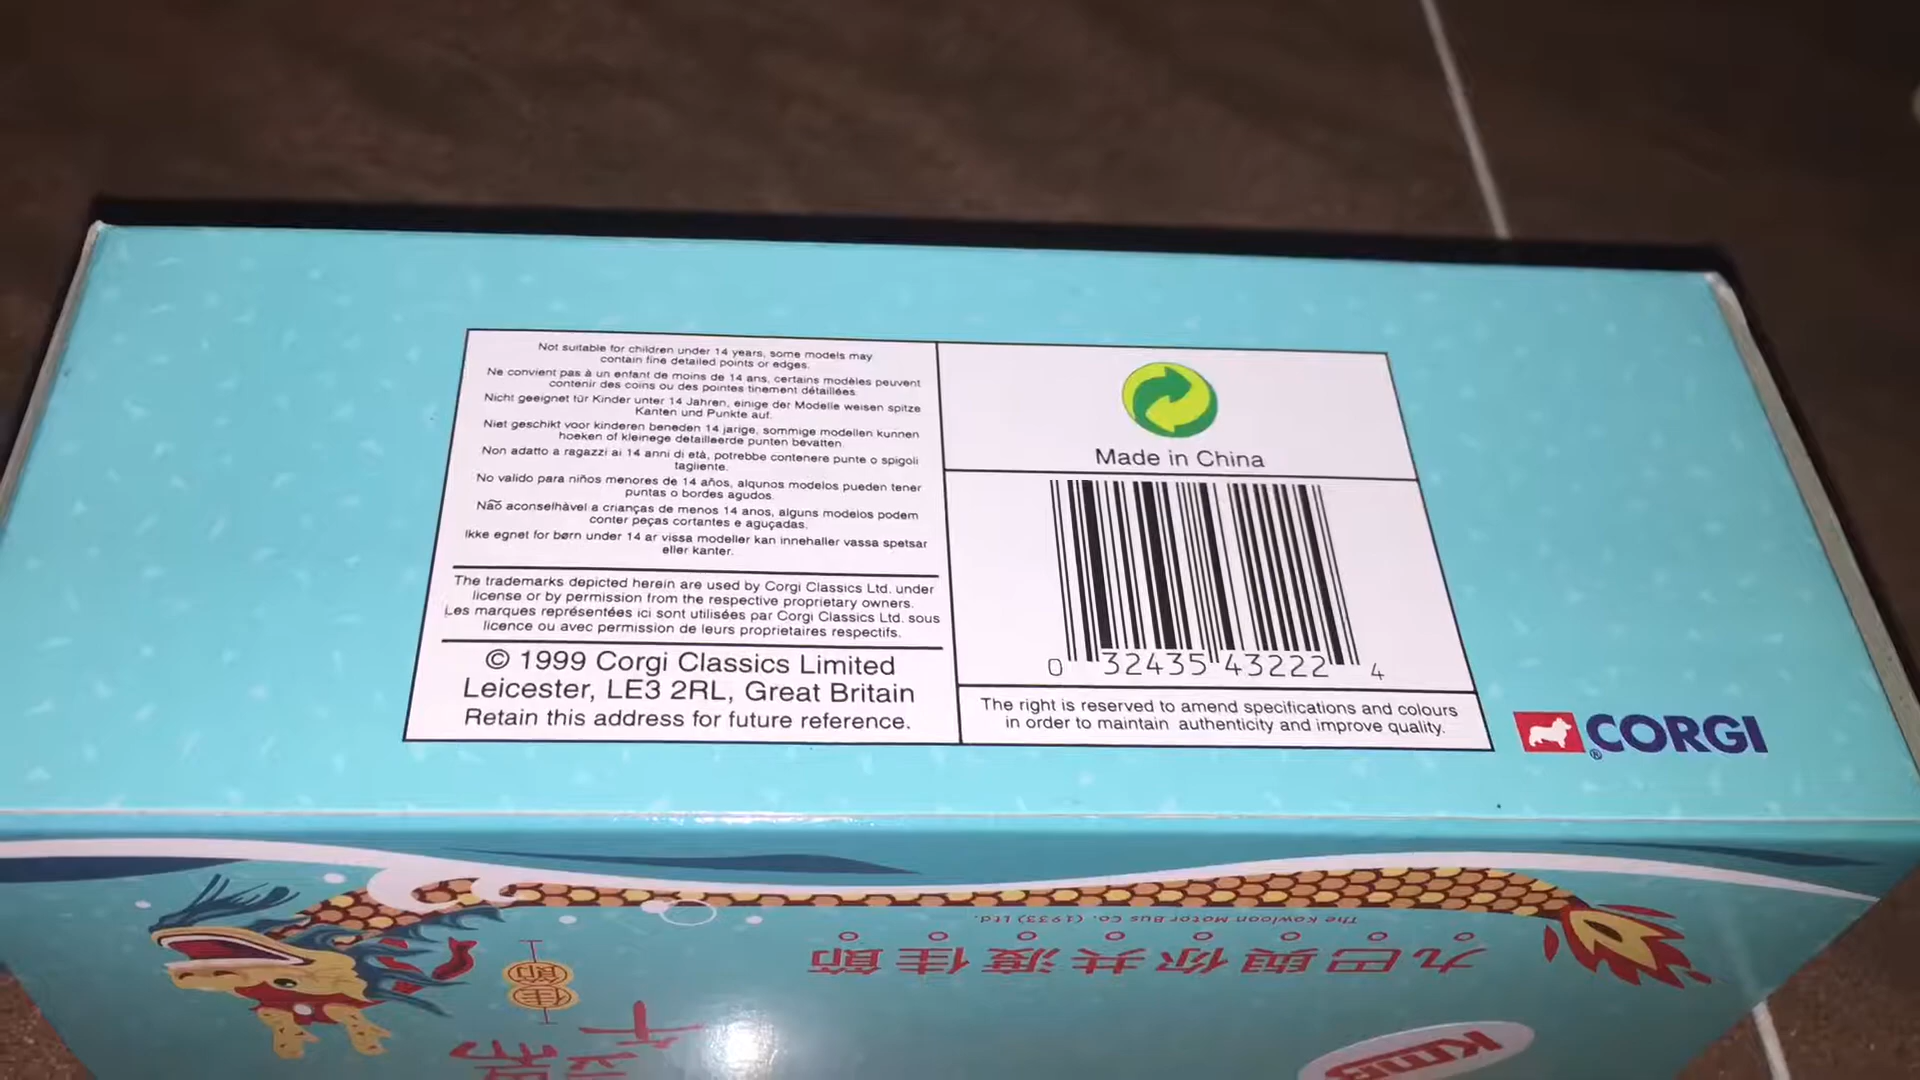 Not suitable for children under 14 years, some models may
contain fine detailed points or edges.
Ne convient pas à un enfant de moins de 14 ans, certains modèles peuvent
contenir des coins ou des pointes finement détaillées.
Nicht geeignet für Kinder unter 14 Jahren, einige der Modelle weisen spitze
Kanten und Punkte auf.
Niet geschikt voor kinderen beneden 14 jarige, sommige modellen kunnen
hoeken of kleinege detailleerde punten bevatten.
Non adatto a ragazzi ai 14 anni di età, potrebbe contenere punte o spigoli
tagliente.
No valido para niños menores de 14 años, alqunos modelos pueden tener
puntas o bordes agudos.
Não aconselhàvel a crianças de menos 14 anos, alguns modelos podem
conter peças cortantes e aguçadas.
Ikke egnet for børn under 14 ar vissa modeller kan innehaller vassa spetsar
eller kanter.
The trademarks depicted herein are used by Corgi Classics Ltd. under
license or by permission from the respective proprietary owners.
Les marques représentées ici sont utilisées par Corgi Classics Ltd. sous
licence ou avec permission de leurs proprietaires respectifs.
© 1999 Corgi Classics Limited
Leicester, LE3 2RL, Great Britain
Retain this address for future reference.
Made in China
0 32435 43222 4
The right is reserved to amend specifications and colours
in order to maintain authenticity and improve quality.
CORGI®
The Kowloon Motor Bus Co. (1933) Ltd.
九巴與你共渡佳節
佳節
KMB